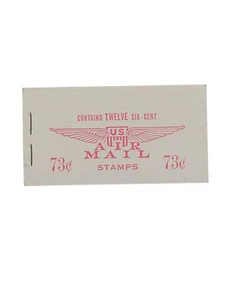 CONTAINS TWELVE SIX-CENT
US
AIR
MAIL
73¢ STAMPS 73¢